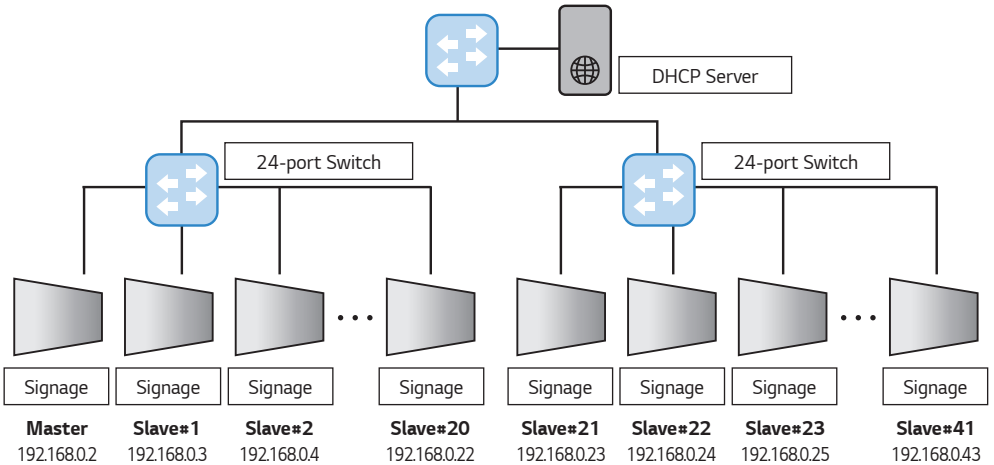 DHCP Server
24-port Switch
24-port Switch
Signage
Signage
Signage
Signage
Signage
Signage
Signage
Signage
Master
Slave#1
Slave#2
Slave#20
Slave#21
Slave#22
Slave#23
Slave#41
192.168.0.2
192.168.0.3
192.168.0.4
192.168.0.22
192.168.0.23
192.168.0.24
192.168.0.25
192.168.0.43